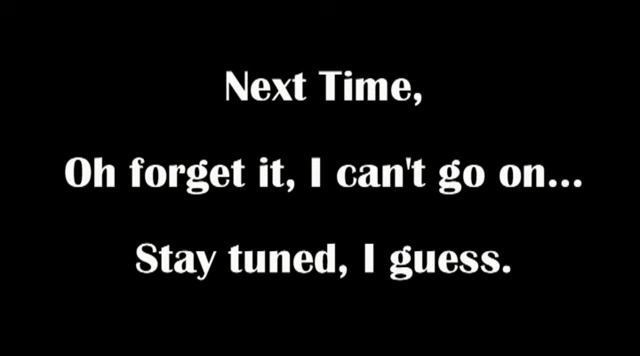 Next Time,
Oh forget it, I can't go on...
Stay tuned, I guess.